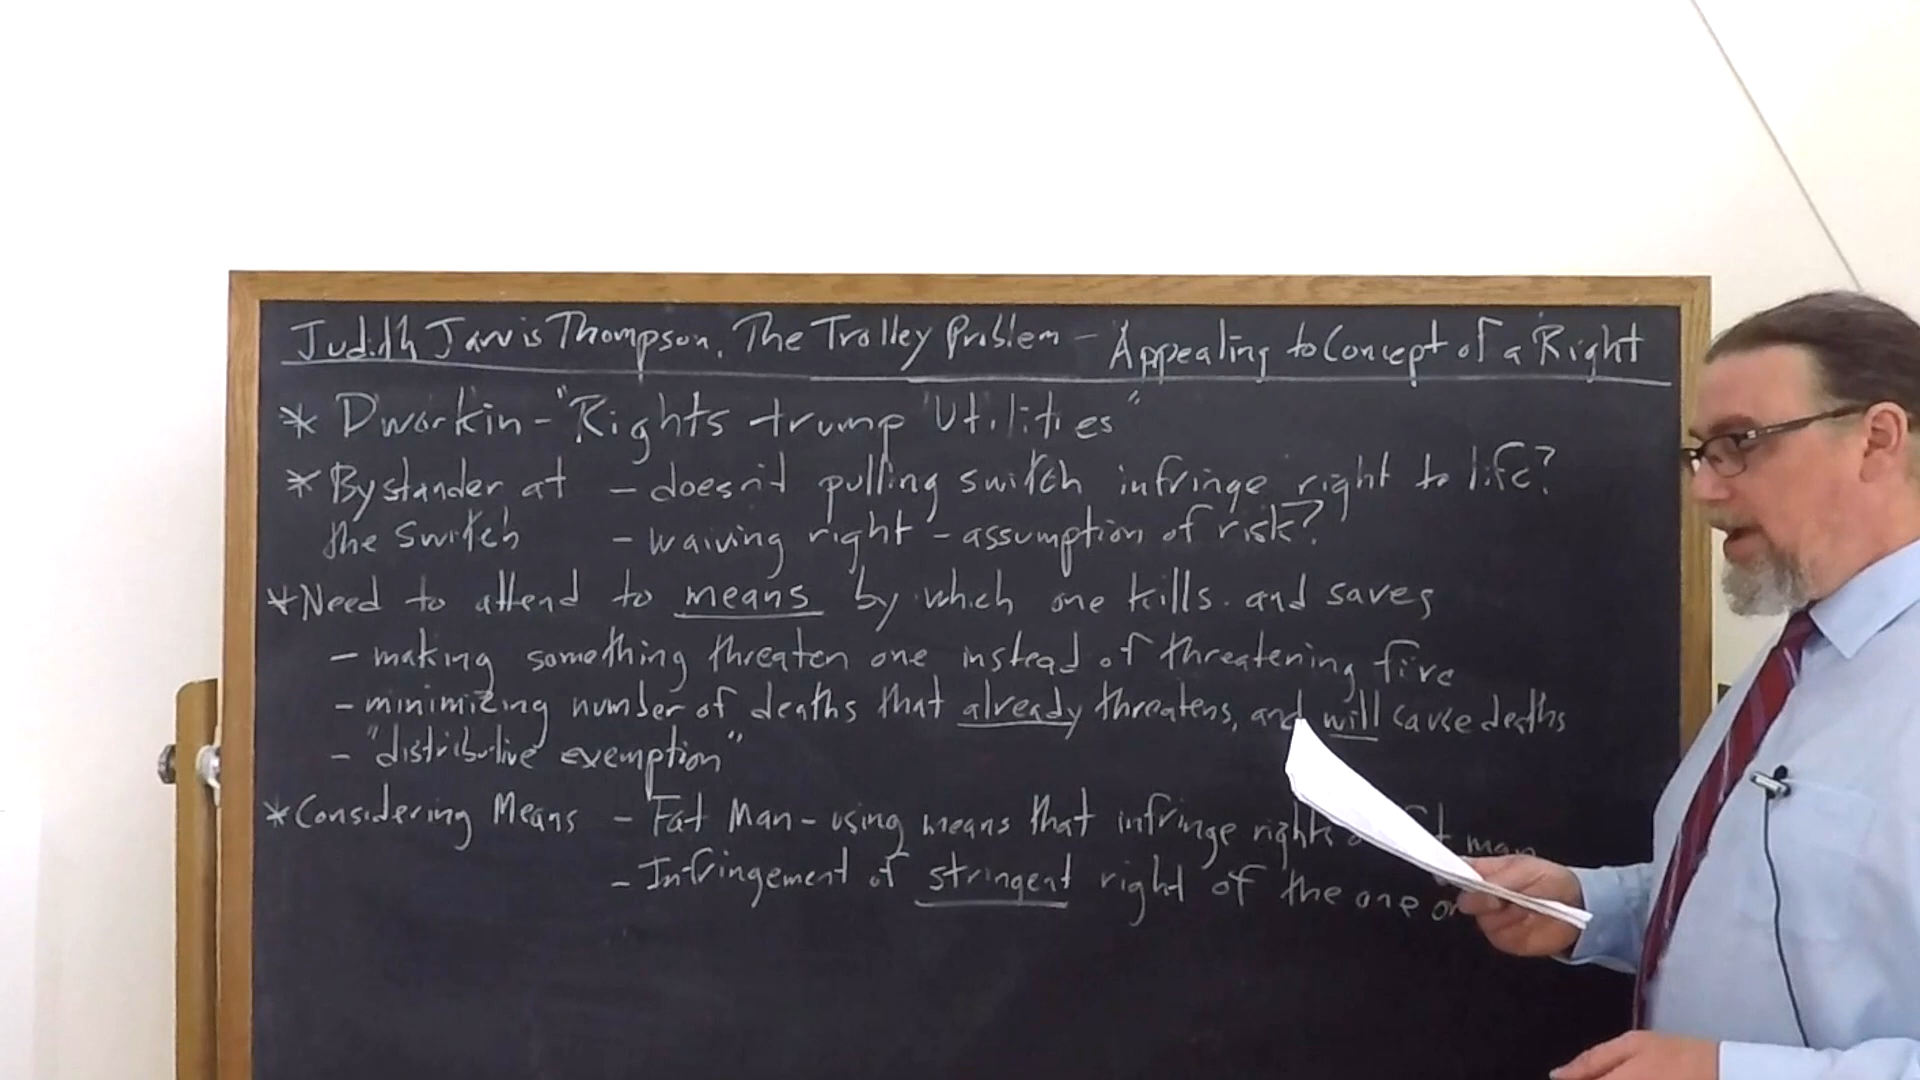 Judith Jarvis Thompson, The Trolley Problem - Appealing to Concept of a Right
* Dworkin - "Rights trump Utilities"
* Bystander at - doesn't pulling switch infringe right to life?
the switch - waiving right - assumption of risk?
* Need to attend to means by which one kills and saves
- making something threaten one instead of threatening five
- minimizing number of deaths that already threatens, and will cause deaths
- "distributive exemption"
* Considering Means - Fat Man - using means that infringe rights man
- Infringement of stringent right of the one